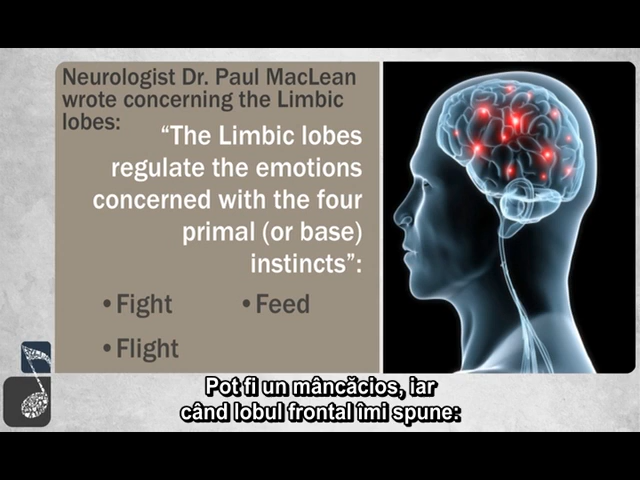 Neurologist Dr. Paul MacLean
wrote concerning the Limbic
lobes:
“The Limbic lobes
regulate the emotions
concerned with the four
primal (or base)
instincts”:
• Fight
• Feed
• Flight
Pot fi un mâncăcios, iar
când lobul frontal îmi spune: